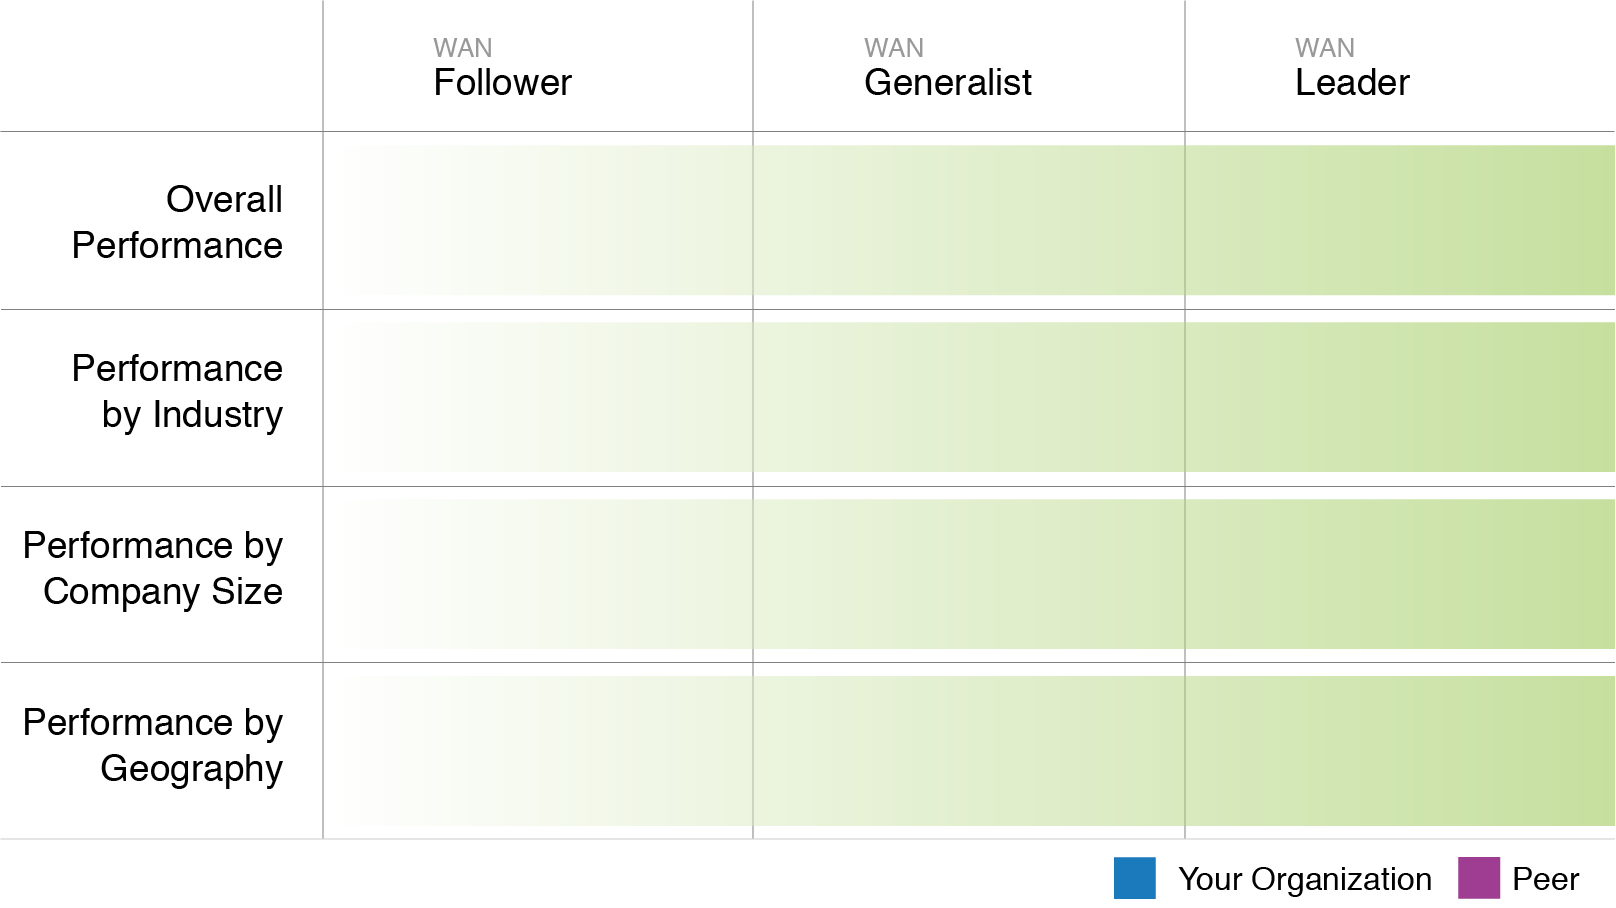 WAN
Follower
WAN
Generalist
WAN
Leader
Overall
Performance
Performance
by Industry
Performance by
Company Size
Performance by
Geography
Your Organization
Peer